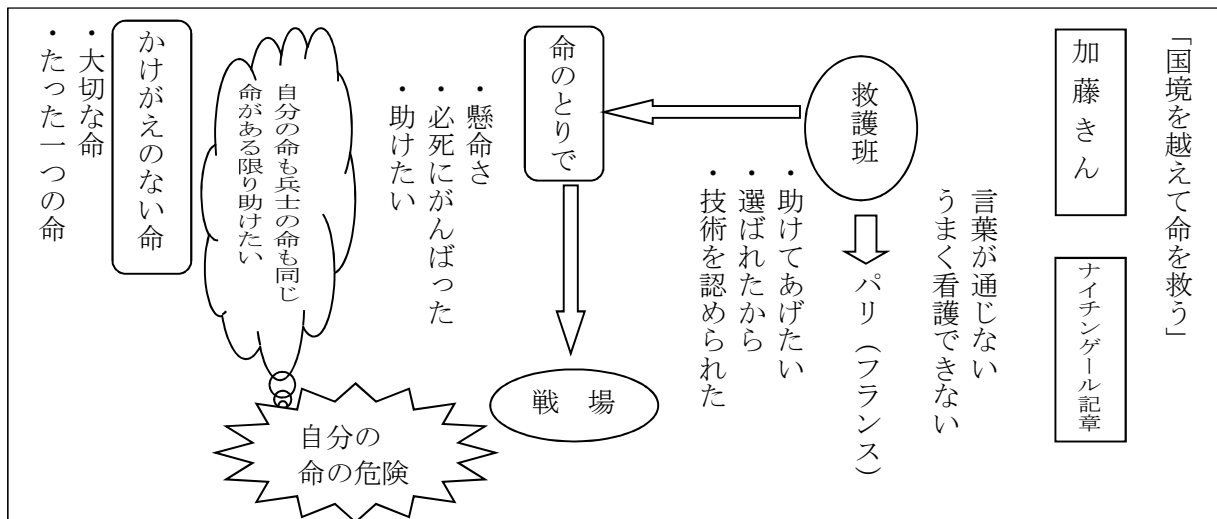 「国境を越えて命を救う」
加藤きん
ナイチンゲール記章
言葉が通じない
うまく看護できない
救護班
パリ（フランス）
・助けてあげたい
・選ばれたから
・技術を認められた
命のとりで
戦　場
・懸命さ
・必死にがんばった
・助けたい
自分の
命の危険
自分の命も兵士の命も同じ
命がある限り助けたい
かけがえのない命
・大切な命
・たった一つの命